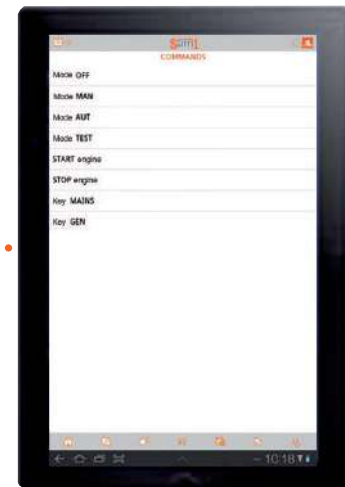 Sam1
COMMANDS
Mode OFF
Mode MAN
Mode AUT
Mode TEST
START engine
STOP engine
Key MAINS
Key GEN
10:18